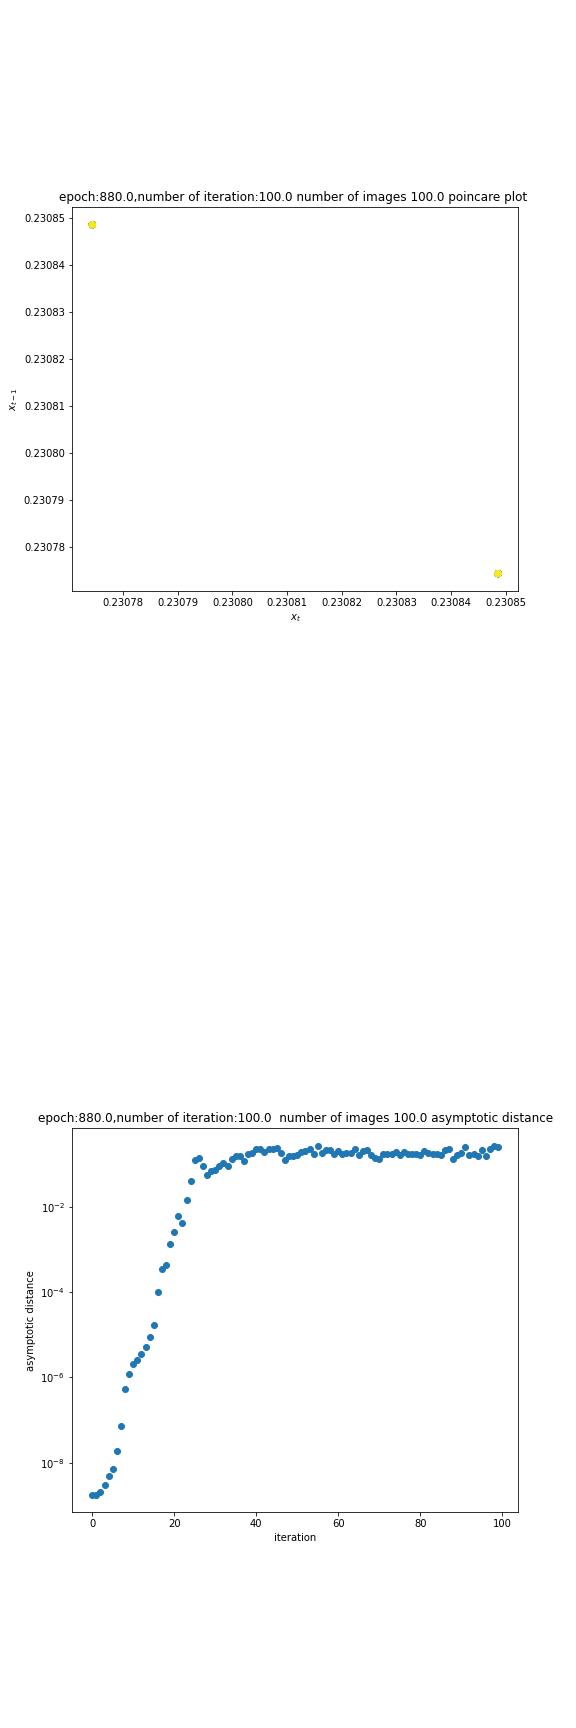 epoch:880.0,number of iteration:100.0 number of images 100.0 poincare plot
0.23085
0.23084
0.23083
0.23082
0.23081
0.23080
0.23079
0.23078
x_{t-1}
0.23078 0.23079 0.23080 0.23081 0.23082 0.23083 0.23084 0.23085
x_t
epoch:880.0,number of iteration:100.0  number of images 100.0 asymptotic distance
10^{-2}
10^{-4}
10^{-6}
10^{-8}
asymptotic distance
0 20 40 60 80 100
iteration